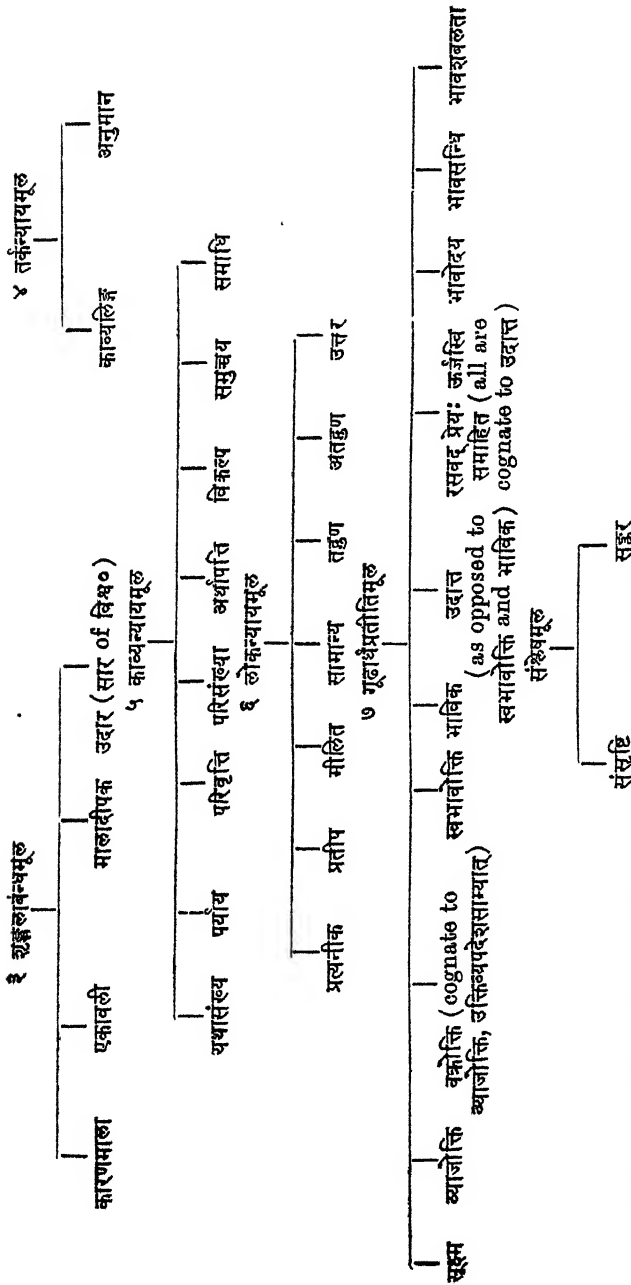 ३ शृङ्खलाबन्धमूल
कारणमाला एकावली मालादीपक उदार (सार of विश्व०)
४ तर्कन्यायमूल
काव्यलिङ्ग अनुमान
५ काव्यन्यायमूल
यथासंख्य पर्याय परिवृत्ति परिसंख्या अर्थापत्ति विकल्प समुच्चय समाधि
६ लोकन्यायमूल
प्रत्यनीक प्रतीप मीलित सामान्य तद्गुण अतद्गुण उत्तर
७ गूढार्थप्रतीतिमूल
सूक्ष्म व्याजोक्ति वक्रोक्ति (cognate to स्वभावोक्ति भाविक उदात्त रसवद् प्रेयः ऊर्जस्वि भावोदय भावसन्धि भावशबलता
व्याजोक्ति, उक्तिव्यपदेशसाम्यात्) (as opposed to समाहित (all are
स्वभावोक्ति and भाविक) cognate to उदात्त)
संश्लेषमूल
संसृष्टि सङ्कर